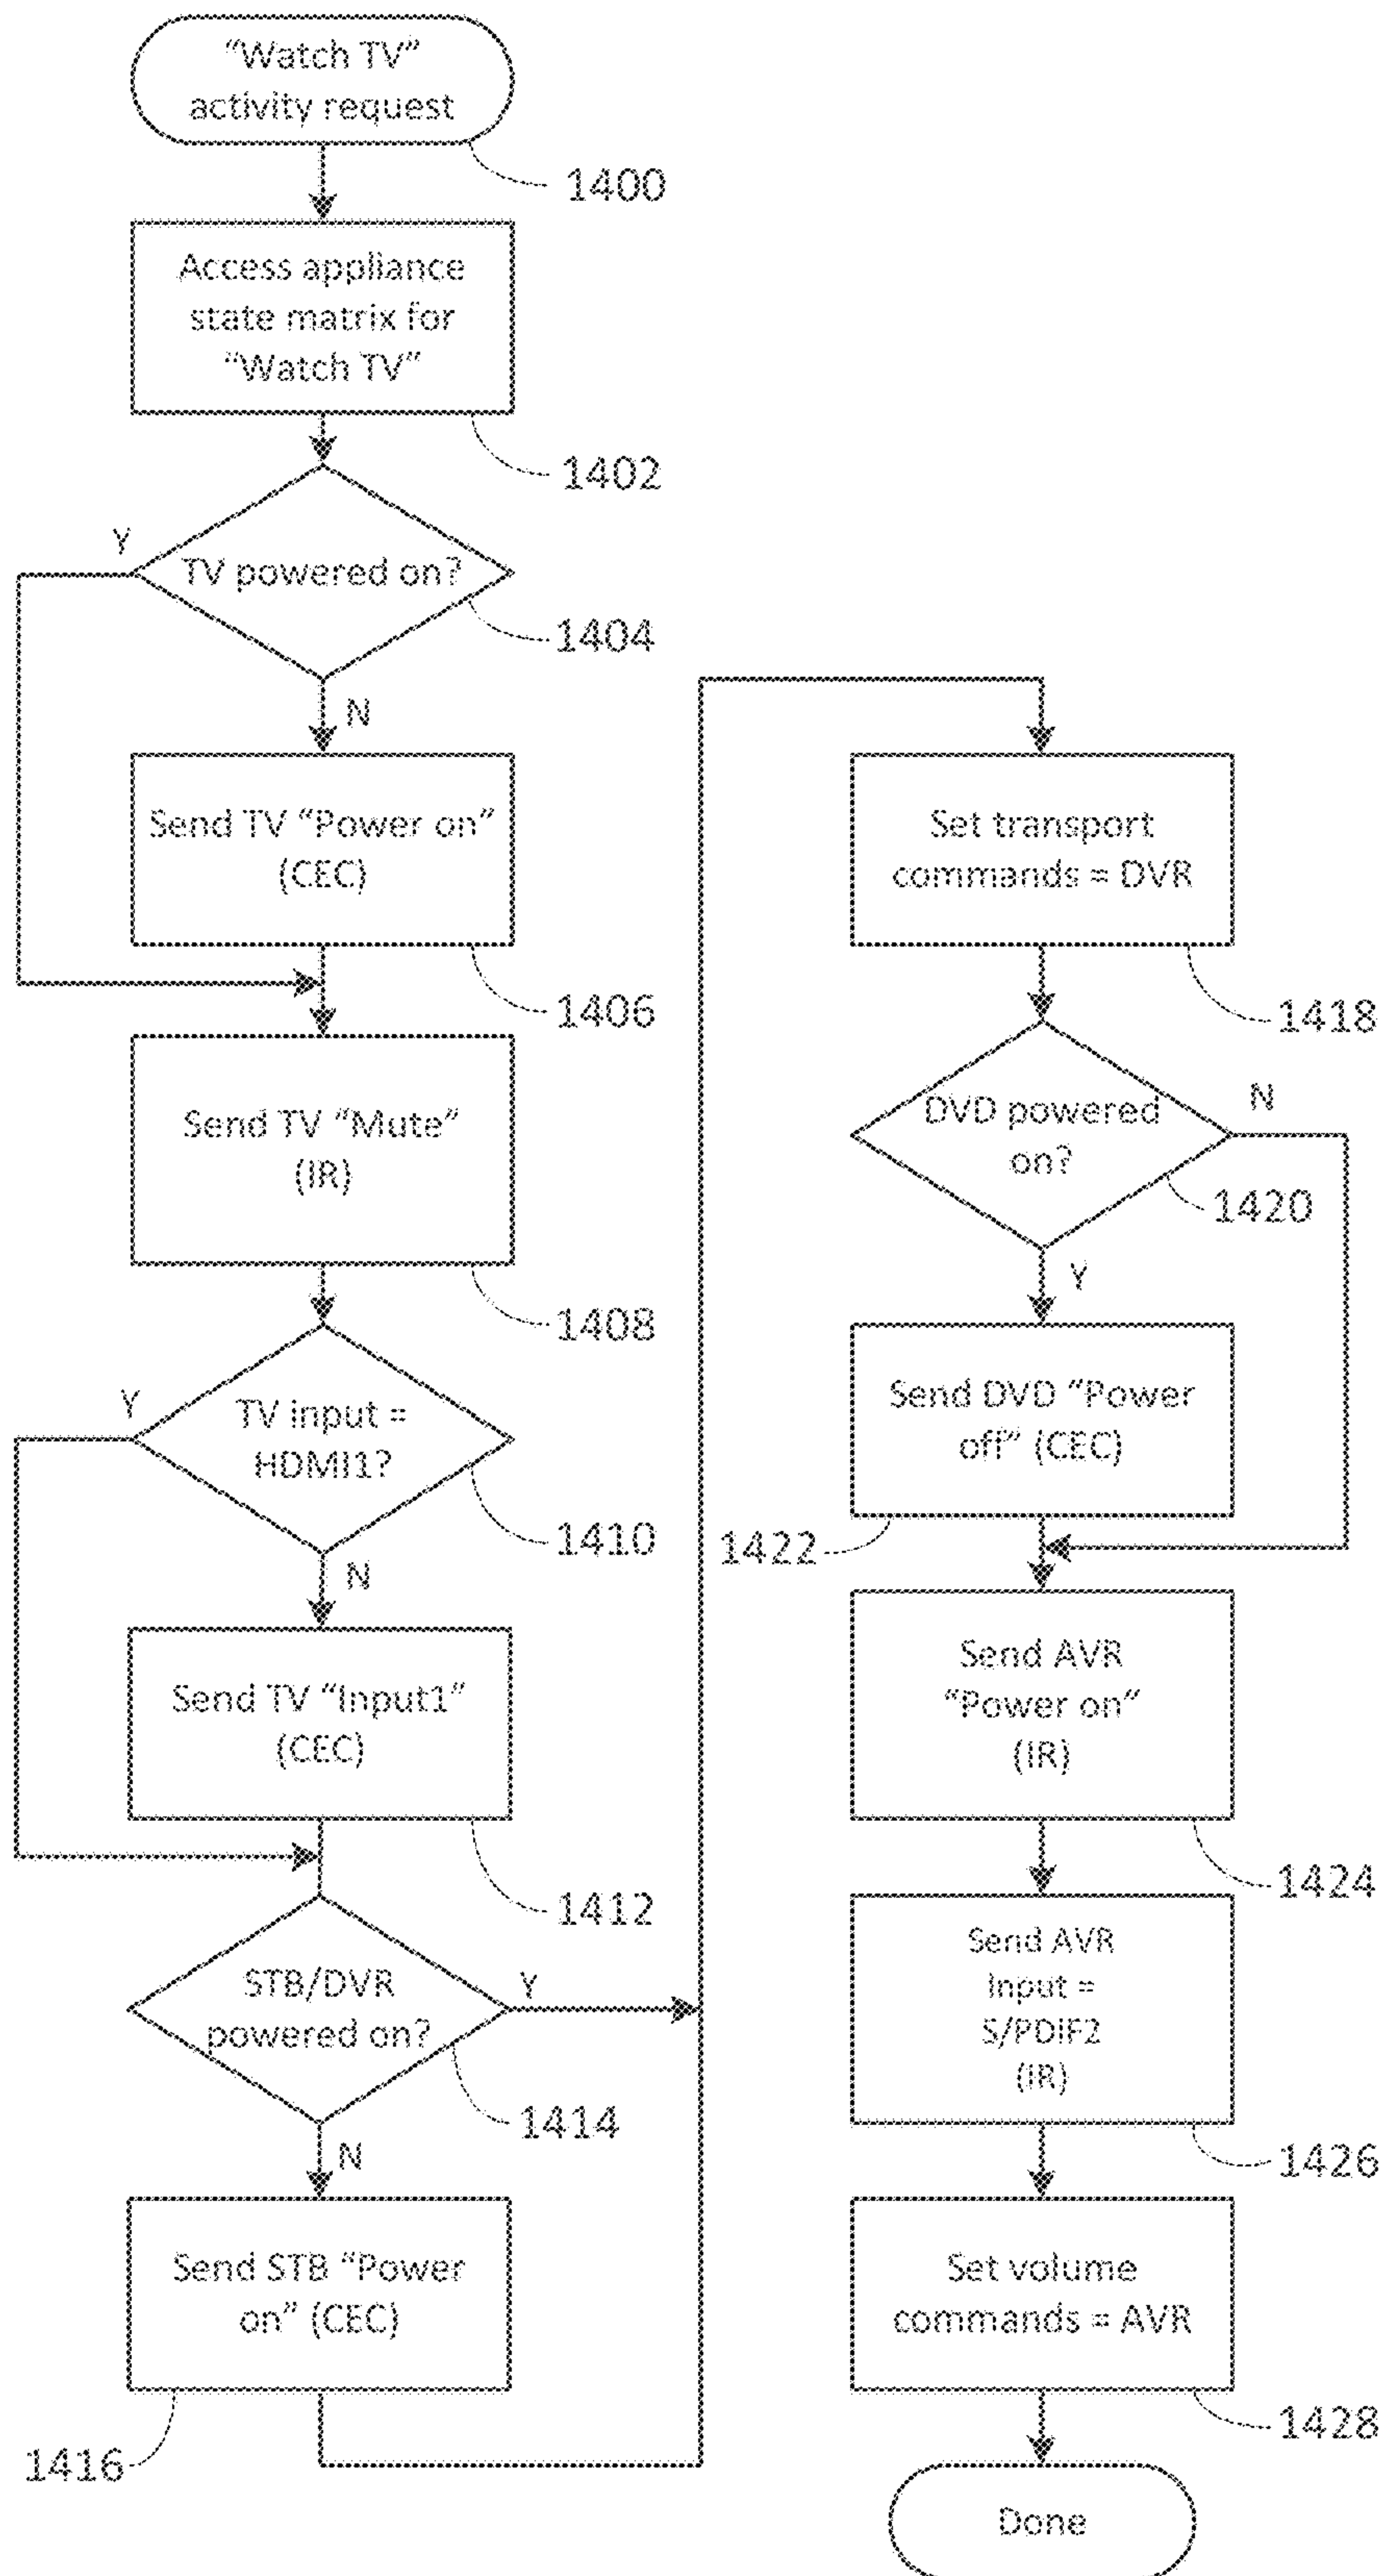 “Watch TV”
activity request
1400
Access appliance
state matrix for
“Watch TV”
1402
Y
TV powered on?
1404
N
Send TV “Power on”
(CEC)
1406
Send TV “Mute”
(IR)
1408
Y
TV input =
HDMI1?
1410
N
Send TV “Input1”
(CEC)
1412
STB/DVR
powered on?
Y
1414
N
Send STB “Power
on” (CEC)
1416
Set transport
commands = DVR
1418
DVD powered
on?
N
1420
Y
Send DVD “Power
off” (CEC)
1422
Send AVR
“Power on”
(IR)
1424
Send AVR
Input =
S/PDIF2
(IR)
1426
Set volume
commands = AVR
1428
Done